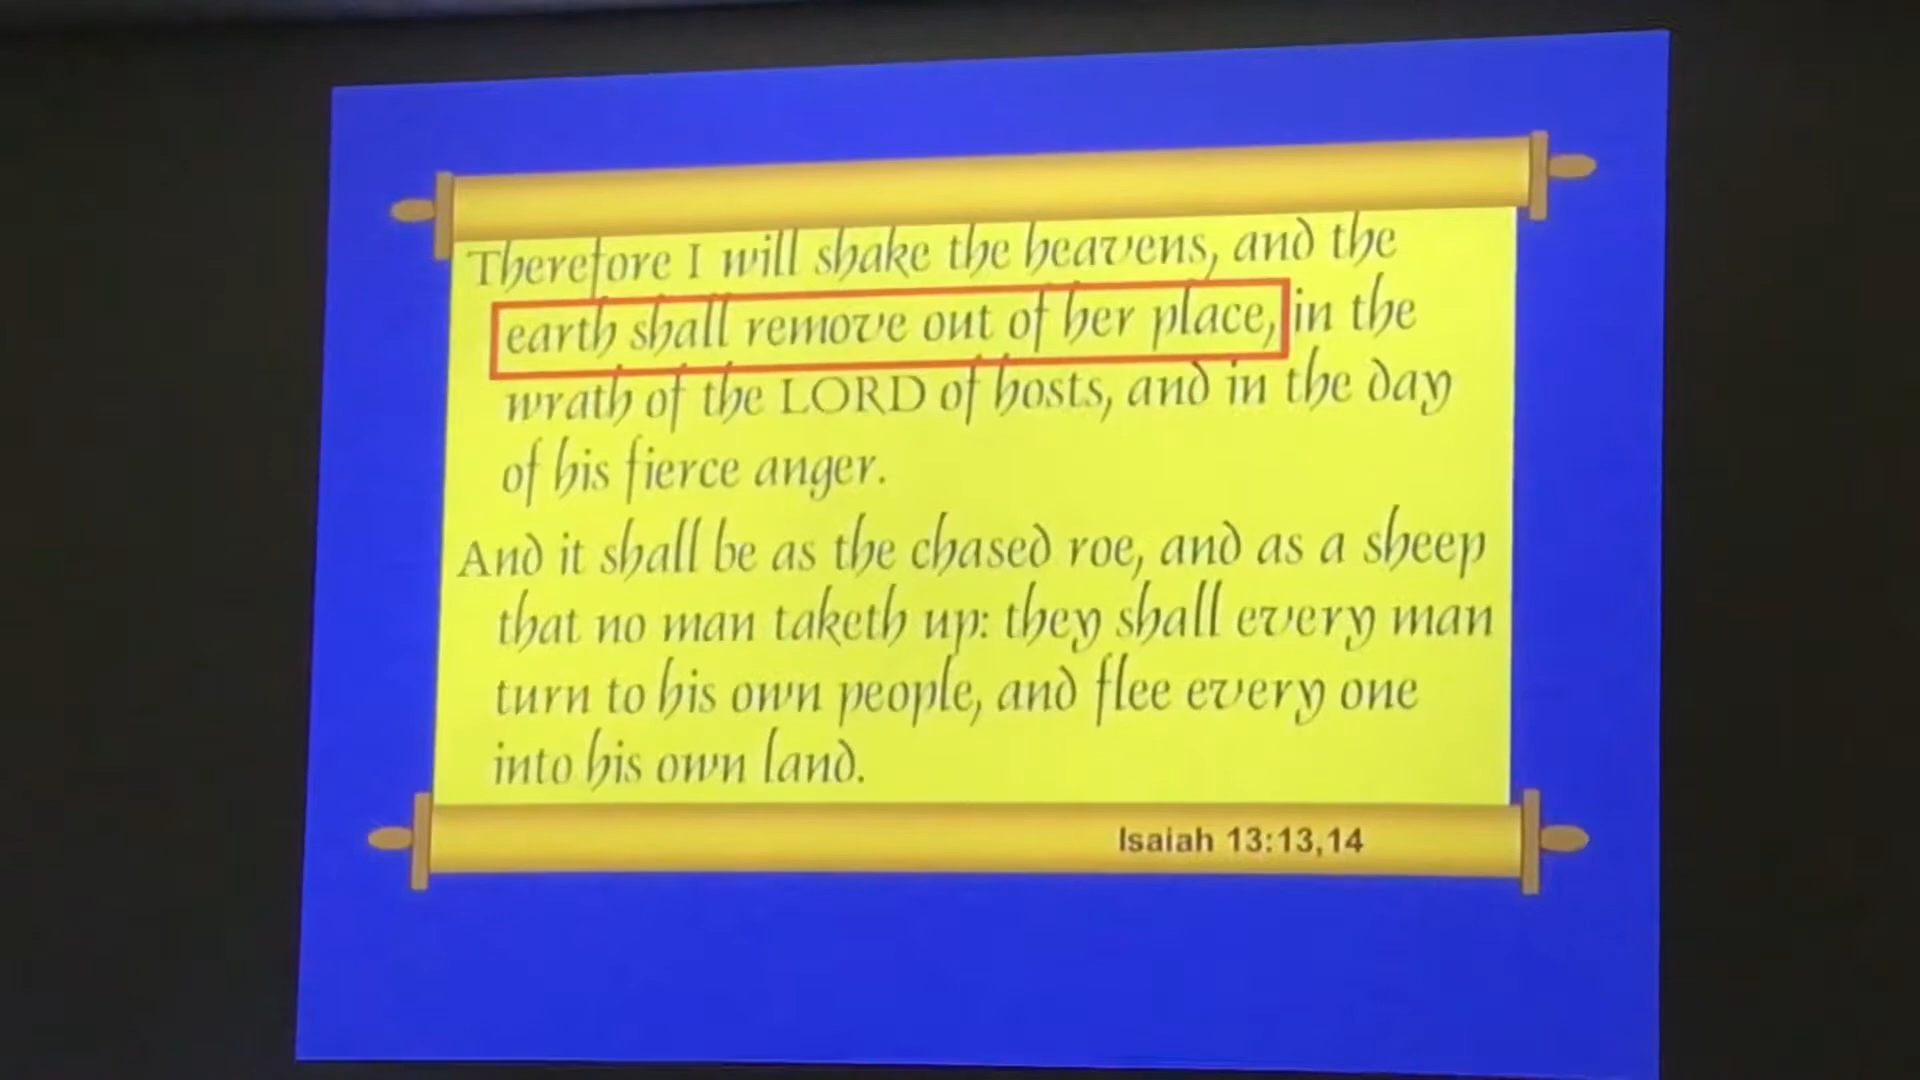 Therefore I will shake the heavens, and the
earth shall remove out of her place, in the
wrath of the LORD of hosts, and in the day
of his fierce anger.
And it shall be as the chased roe, and as a sheep
that no man taketh up: they shall every man
turn to his own people, and flee every one
into his own land.
Isaiah 13:13,14